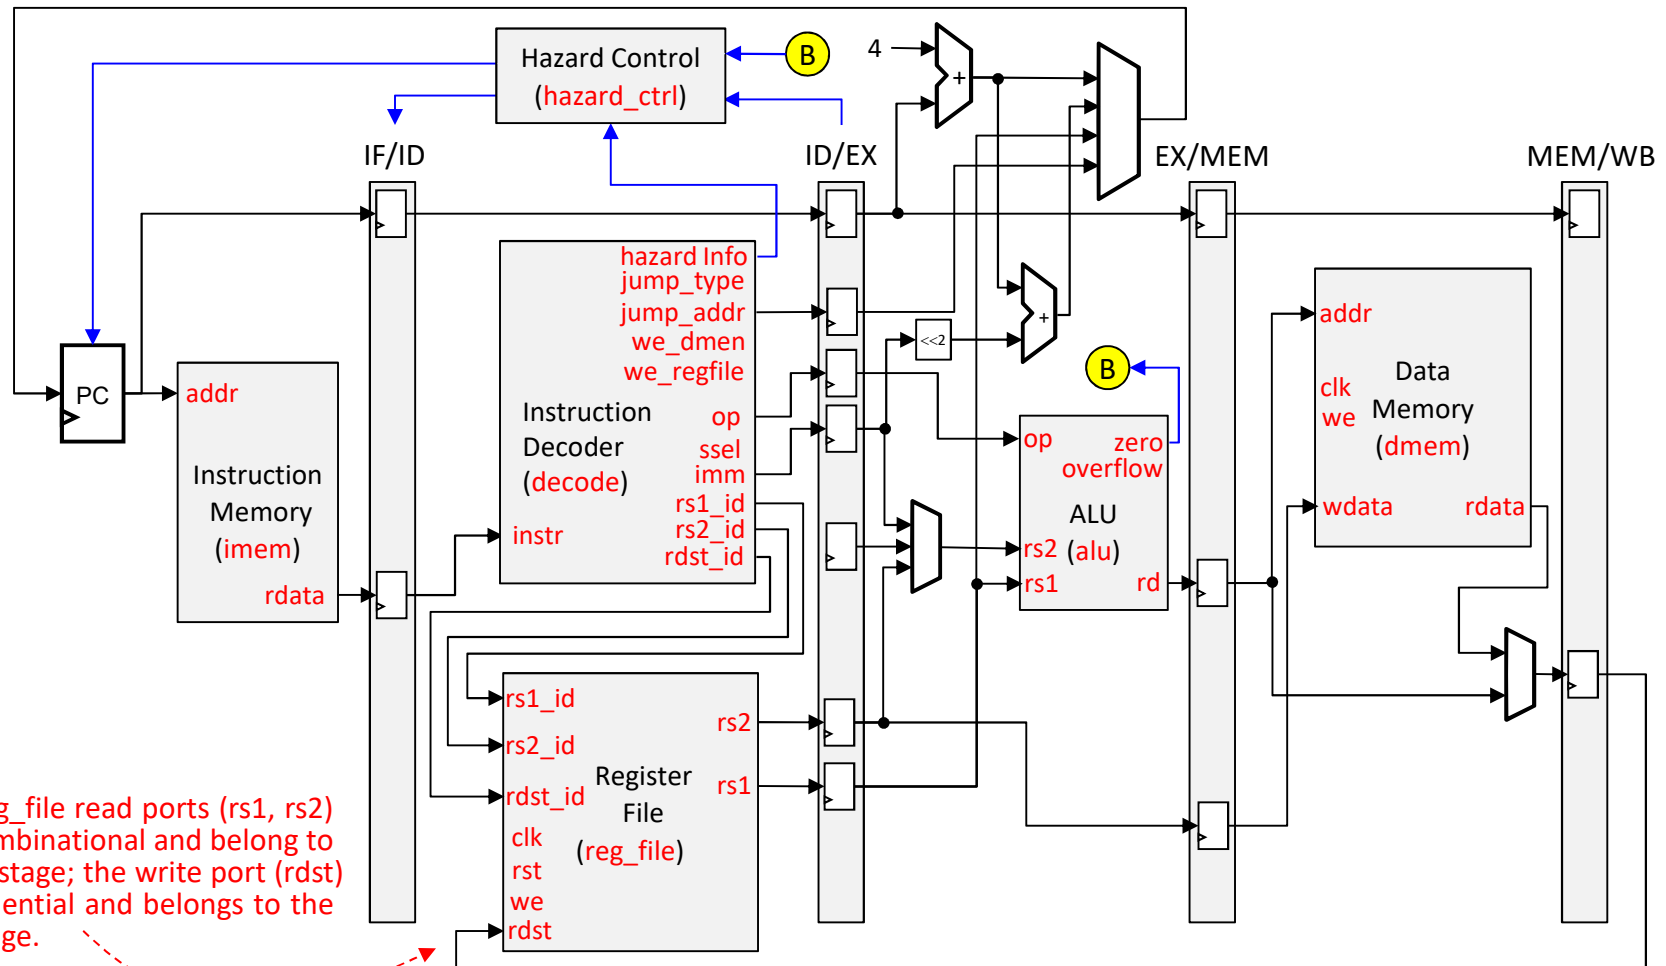 Hazard Control
(hazard_ctrl)
B
4
+
IF/ID
ID/EX
EX/MEM
MEM/WB
hazard Info
jump_type
jump_addr
we_dmen
we_regfile
op
ssel
imm
rs1_id
rs2_id
rdst_id
Instruction
Decoder
(decode)
instr
PC
addr
Instruction
Memory
(imem)
rdata
<<2
+
B
op
zero
overflow
ALU
(alu)
rs2
rs1
rd
addr
Data
Memory
(dmem)
clk
we
wdata
rdata
rs1_id
rs2_id
rdst_id
Register
File
(reg_file)
clk
rst
we
rdst
rs2
rs1
g_file read ports (rs1, rs2)
mbinational and belong to
stage; the write port (rdst)
ential and belongs to the
ge.